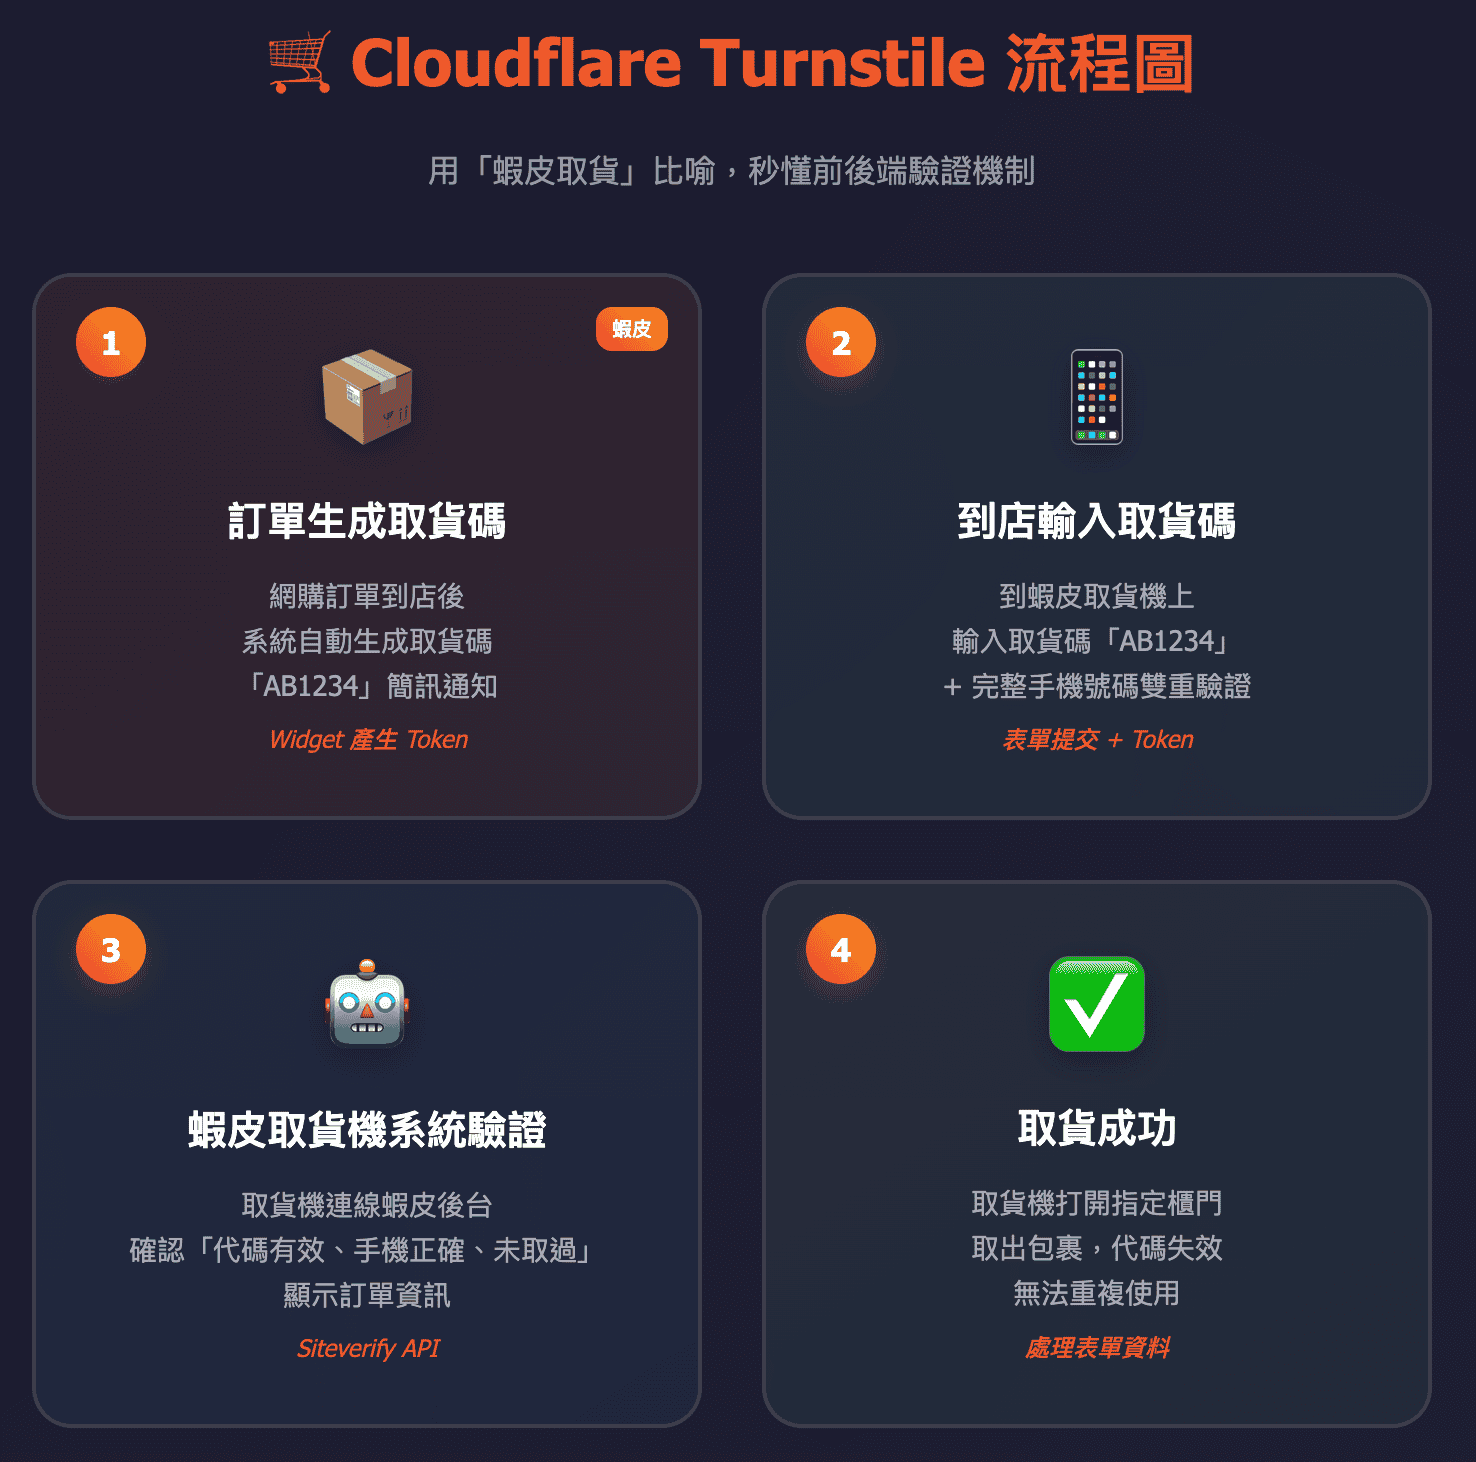 Cloudflare Turnstile 流程圖
用「蝦皮取貨」比喻，秒懂前後端驗證機制
1
蝦皮
訂單生成取貨碼
網購訂單到店後
系統自動生成取貨碼
「AB1234」簡訊通知
Widget 產生 Token
2
到店輸入取貨碼
到蝦皮取貨機上
輸入取貨碼「AB1234」
+ 完整手機號碼雙重驗證
表單提交 + Token
3
蝦皮取貨機系統驗證
取貨機連線蝦皮後台
確認「代碼有效、手機正確、未取過」
顯示訂單資訊
Siteverify API
4
取貨成功
取貨機打開指定櫃門
取出包裹，代碼失效
無法重複使用
處理表單資料